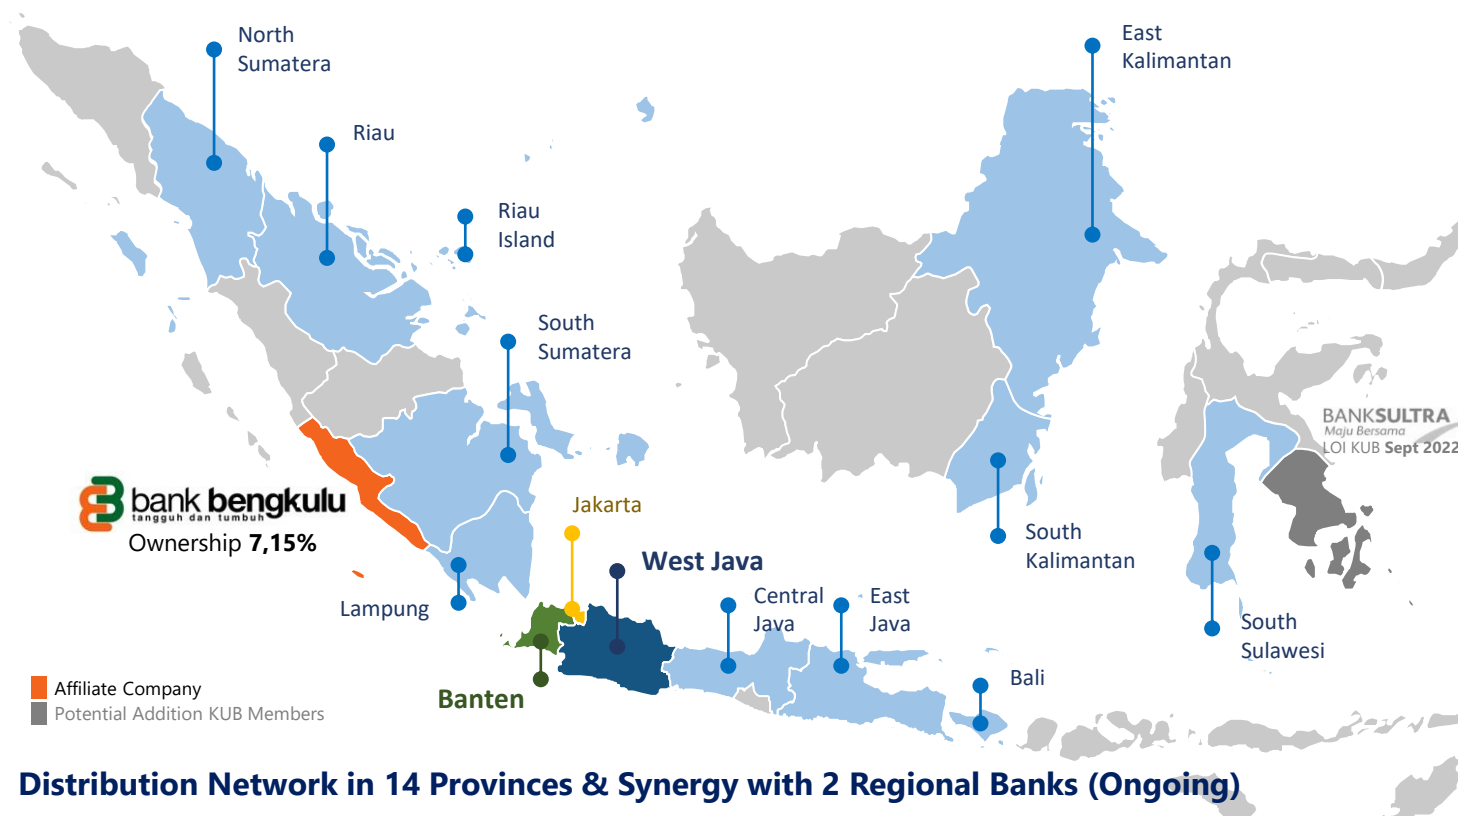 North
Sumatera
Riau
Riau
Island
South
Sumatera
East
Kalimantan
BANKSULTRA
Maju Bersama
LOI KUB Sept 2022
bank bengkulu
tangguh dan tumbuh
Ownership 7,15%
Jakarta
West Java
South
Kalimantan
Lampung
Central
Java
East
Java
South
Sulawesi
Bali
Banten
Affiliate Company
Potential Addition KUB Members
Distribution Network in 14 Provinces & Synergy with 2 Regional Banks (Ongoing)